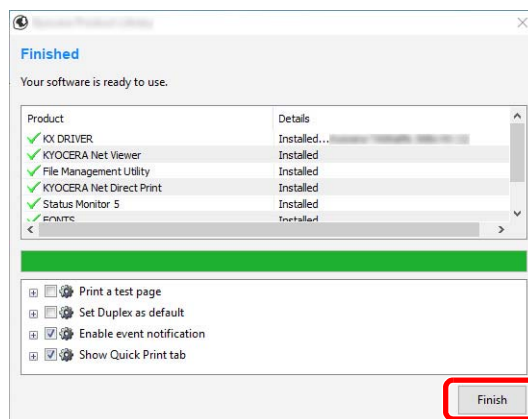 Finished
Your software is ready to use.
Product Details
KX DRIVER Installed...
KYOCERA Net Viewer Installed
File Management Utility Installed
KYOCERA Net Direct Print Installed
Status Monitor 5 Installed
FONTS Installed
Print a test page
Set Duplex as default
Enable event notification
Show Quick Print tab
Finish